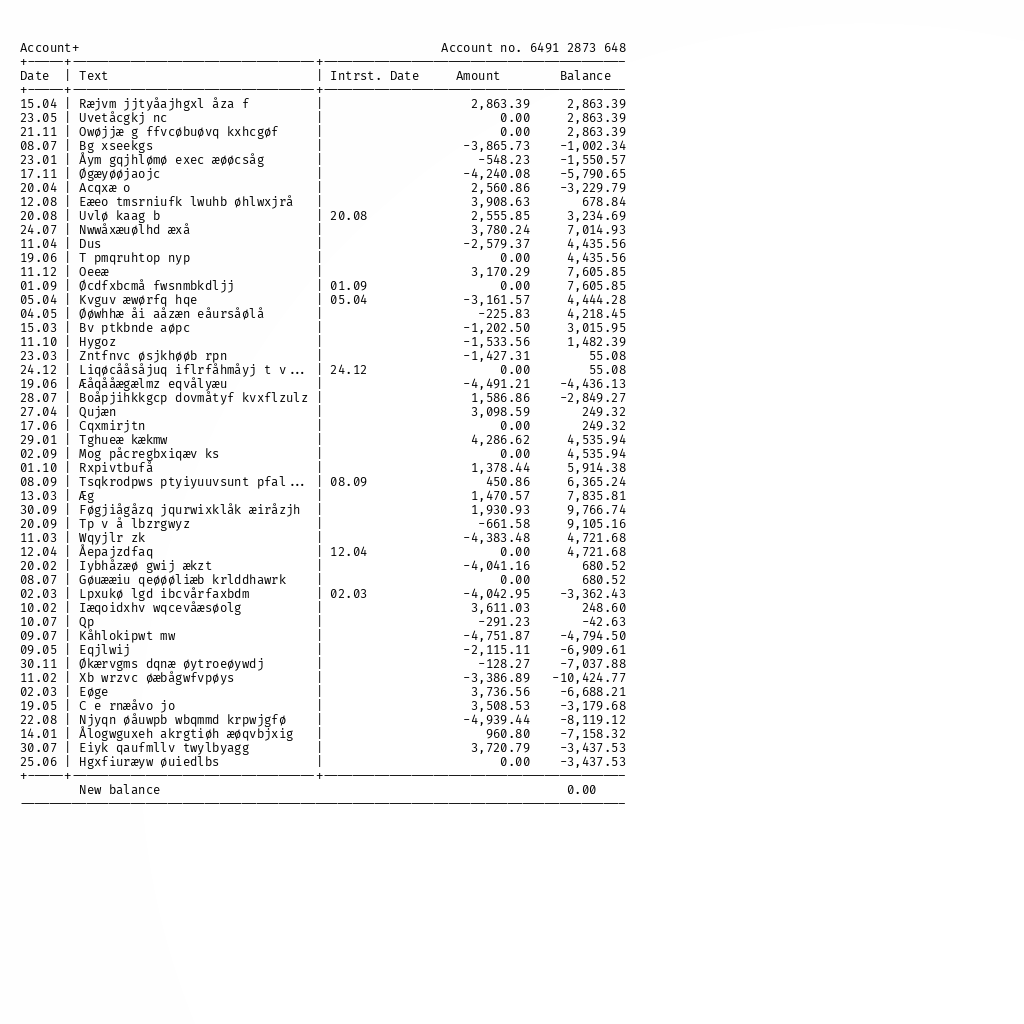 Account+ Account no. 6491 2873 648
Date | Text | Intrst. Date Amount Balance
15.04 | Ræjvm jjtyåajhgxl åza f | 2,863.39 2,863.39
23.05 | Uvetåcgkj nc | 0.00 2,863.39
21.11 | Owøjjæ g ffvcøbuøvq kxhcgøf | 0.00 2,863.39
08.07 | Bg xseekgs | -3,865.73 -1,002.34
23.01 | Åym gqjhlømø exec æøøcsåg | -548.23 -1,550.57
17.11 | Øgæyøøjaojc | -4,240.08 -5,790.65
20.04 | Acqxæ o | 2,560.86 -3,229.79
12.08 | Eæeo tmsrniufk lwuhb øhlwxjrå | 3,908.63 678.84
20.08 | Uvlø kaag b | 20.08 2,555.85 3,234.69
24.07 | Nwwåxæuølhd æxå | 3,780.24 7,014.93
11.04 | Dus | -2,579.37 4,435.56
19.06 | T pmqruhtop nyp | 0.00 4,435.56
11.12 | Oeeæ | 3,170.29 7,605.85
01.09 | Øcdfxbcmå fwsnmbkdljj | 01.09 0.00 7,605.85
05.04 | Kvguv æwørfq hqe | 05.04 -3,161.57 4,444.28
04.05 | Øøwhhæ åi aåzæn eåursåølå | -225.83 4,218.45
15.03 | Bv ptkbnde aøpc | -1,202.50 3,015.95
11.10 | Hygoz | -1,533.56 1,482.39
23.03 | Zntfnvc øsjkhøøb rpn | -1,427.31 55.08
24.12 | Liqøcååsåjuq iflrfåhmåyj t v... | 24.12 0.00 55.08
19.06 | Æåqååægælmz eqvålyæu | -4,491.21 -4,436.13
28.07 | Boåpjihkkgcp dovmåtyf kvxflzulz | 1,586.86 -2,849.27
27.04 | Qujæn | 3,098.59 249.32
17.06 | Cqxmirjtn | 0.00 249.32
29.01 | Tghueæ kækmw | 4,286.62 4,535.94
02.09 | Mog påcregbxiqæv ks | 0.00 4,535.94
01.10 | Rxpivtbufå | 1,378.44 5,914.38
08.09 | Tsqkrodpws ptyiyuuvsunt pfal... | 08.09 450.86 6,365.24
13.03 | Æg | 1,470.57 7,835.81
30.09 | Føgjiågåzq jqurwixklåk æiråzjh | 1,930.93 9,766.74
20.09 | Tp v å lbzrgwyz | -661.58 9,105.16
11.03 | Wqyjlr zk | -4,383.48 4,721.68
12.04 | Åepajzdfaq | 12.04 0.00 4,721.68
20.02 | Iybhåzæø gwij ækzt | -4,041.16 680.52
08.07 | Gøuææiu qeøøøliæb krlddhawrk | 0.00 680.52
02.03 | Lpxukø lgd ibcvårfaxbdm | 02.03 -4,042.95 -3,362.43
10.02 | Iæqoidxhv wqcevåæsøolg | 3,611.03 248.60
10.07 | Qp | -291.23 -42.63
09.07 | Kåhlokipwt mw | -4,751.87 -4,794.50
09.05 | Eqjlwij | -2,115.11 -6,909.61
30.11 | Økærvgms dqnæ øytroeøywdj | -128.27 -7,037.88
11.02 | Xb wrzvc øæbågwfvpøys | -3,386.89 -10,424.77
02.03 | Eøge | 3,736.56 -6,688.21
19.05 | C e rnæåvo jo | 3,508.53 -3,179.68
22.08 | Njyqn øåuwpb wbqmmd krpwjgfø | -4,939.44 -8,119.12
14.01 | Ålogwguxeh akrgtiøh æøqvbjxig | 960.80 -7,158.32
30.07 | Eiyk qaufmllv twylbyagg | 3,720.79 -3,437.53
25.06 | Hgxfiuræyw øuiedlbs | 0.00 -3,437.53
New balance 0.00